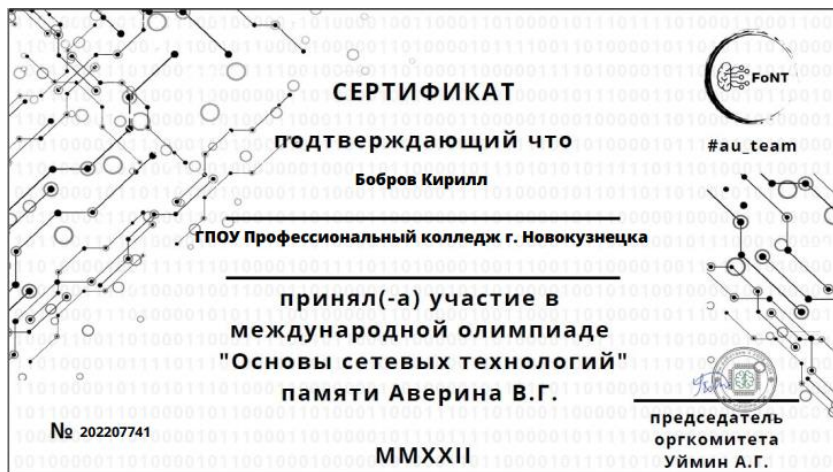 СЕРТИФИКАТ
подтверждающий что
Бобров Кирилл
ГПОУ Профессиональный колледж г. Новокузнецка
принял(-а) участие в
международной олимпиаде
"Основы сетевых технологий"
памяти Аверина В.Г.
№ 202207741
MMXXII
FoNT
#au_team
председатель
оргкомитета
Уймин А.Г.